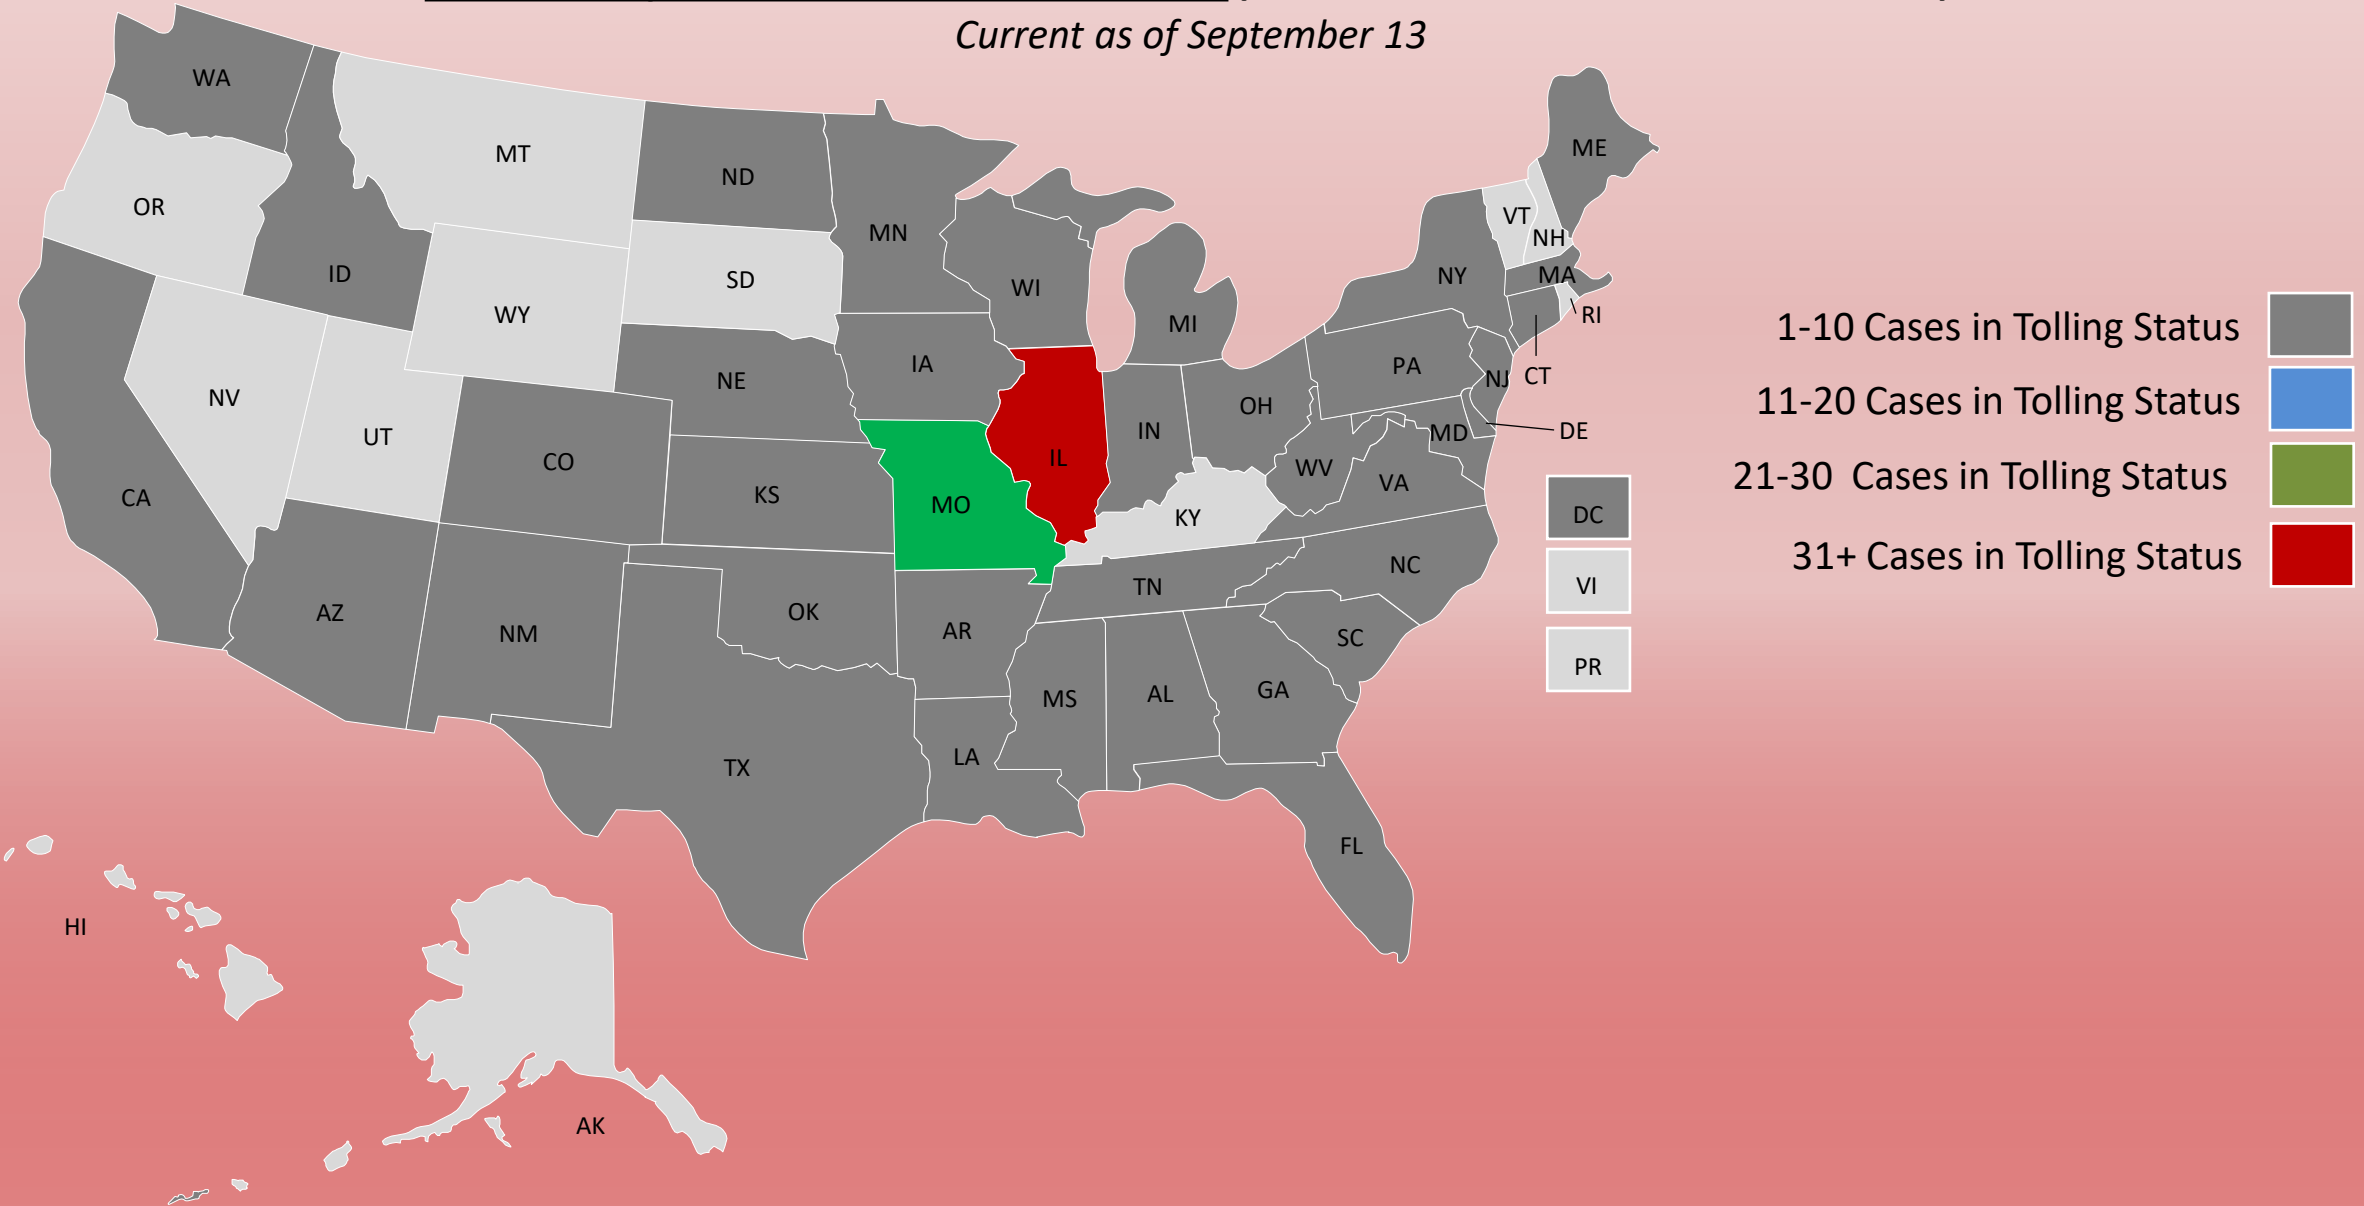 Current as of September 13
WA
MT
ND
MN
OR
ID
WY
SD
WI
MI
NY
VT
NH
ME
MA
RI
CT
NV
UT
CO
NE
IA
IL
IN
OH
PA
NJ
DE
MD
WV
VA
KY
CA
KS
MO
AZ
NM
OK
AR
TN
NC
SC
MS
AL
GA
TX
LA
FL
HI
AK
DC
VI
PR
1-10 Cases in Tolling Status
11-20 Cases in Tolling Status
21-30  Cases in Tolling Status
31+ Cases in Tolling Status